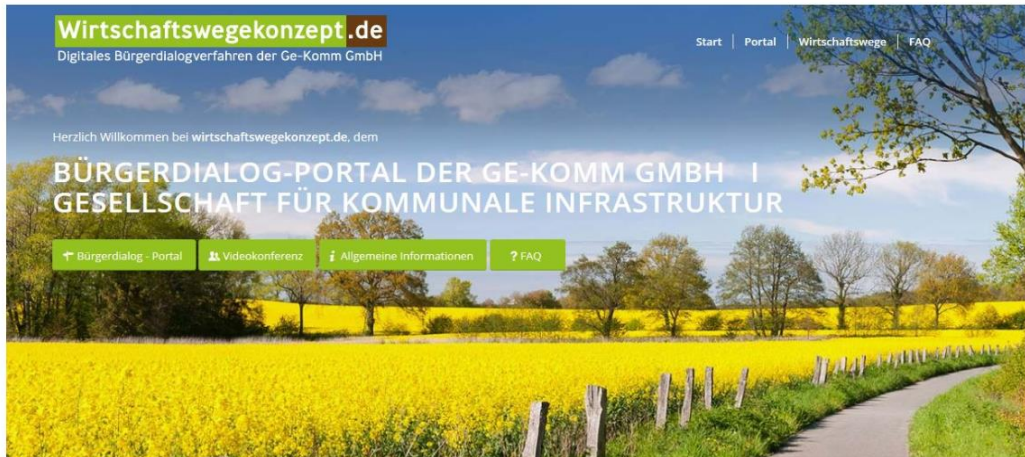 Wirtschaftswegekonzept.de
Digitales Bürgerdialogverfahren der Ge-Komm GmbH
Start | Portal | Wirtschaftswege | FAQ
Herzlich Willkommen bei wirtschaftswegekonzept.de, dem
BÜRGERDIALOG-PORTAL DER GE-KOMM GMBH I
GESELLSCHAFT FÜR KOMMUNALE INFRASTRUKTUR
Bürgerdialog - Portal
Videokonferenz
i Allgemeine Informationen
? FAQ